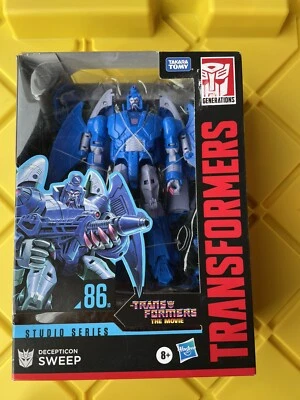 TAKARA
TOMY
GENERATIONS
TRANSFORMERS
86
TRANSFORMERS
THE MOVIE
STUDIO SERIES
DECEPTICON
SWEEP
8+
Hasbro